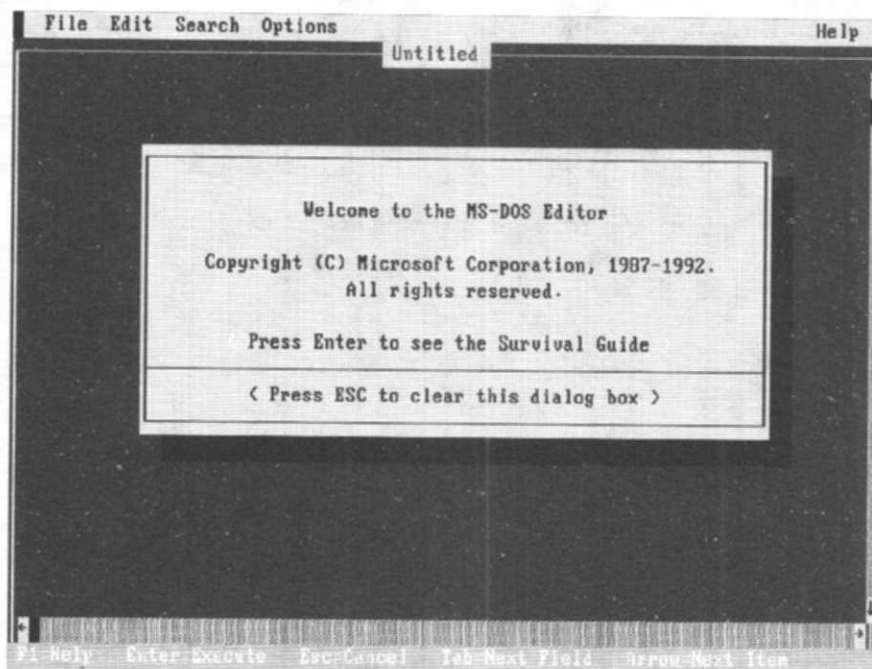 File Edit Search Options Help
Untitled
Welcome to the MS-DOS Editor
Copyright (C) Microsoft Corporation, 1987-1992.
All rights reserved.
Press Enter to see the Survival Guide
< Press ESC to clear this dialog box >
F1=Help Enter=Execute Esc=Cancel Tab=Next Field Arrow=Next Item